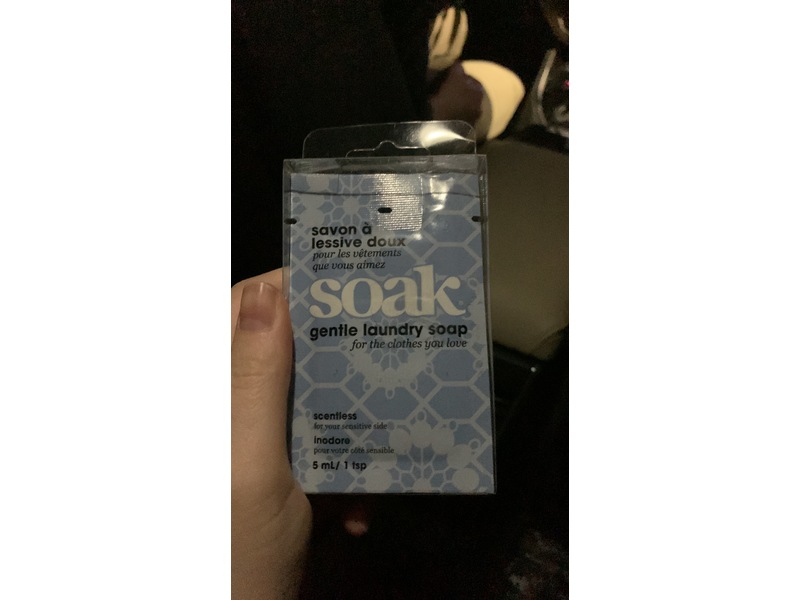 savon à
lessive doux
pour les vêtements
que vous aimez
soak
gentle laundry soap
for the clothes you love
scentless
for your sensitive side
inodore
pour votre côté sensible
5 mL/ 1 tsp